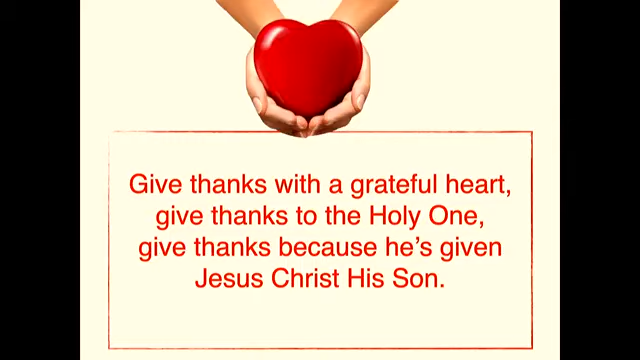 Give thanks with a grateful heart,
give thanks to the Holy One,
give thanks because he's given
Jesus Christ His Son.